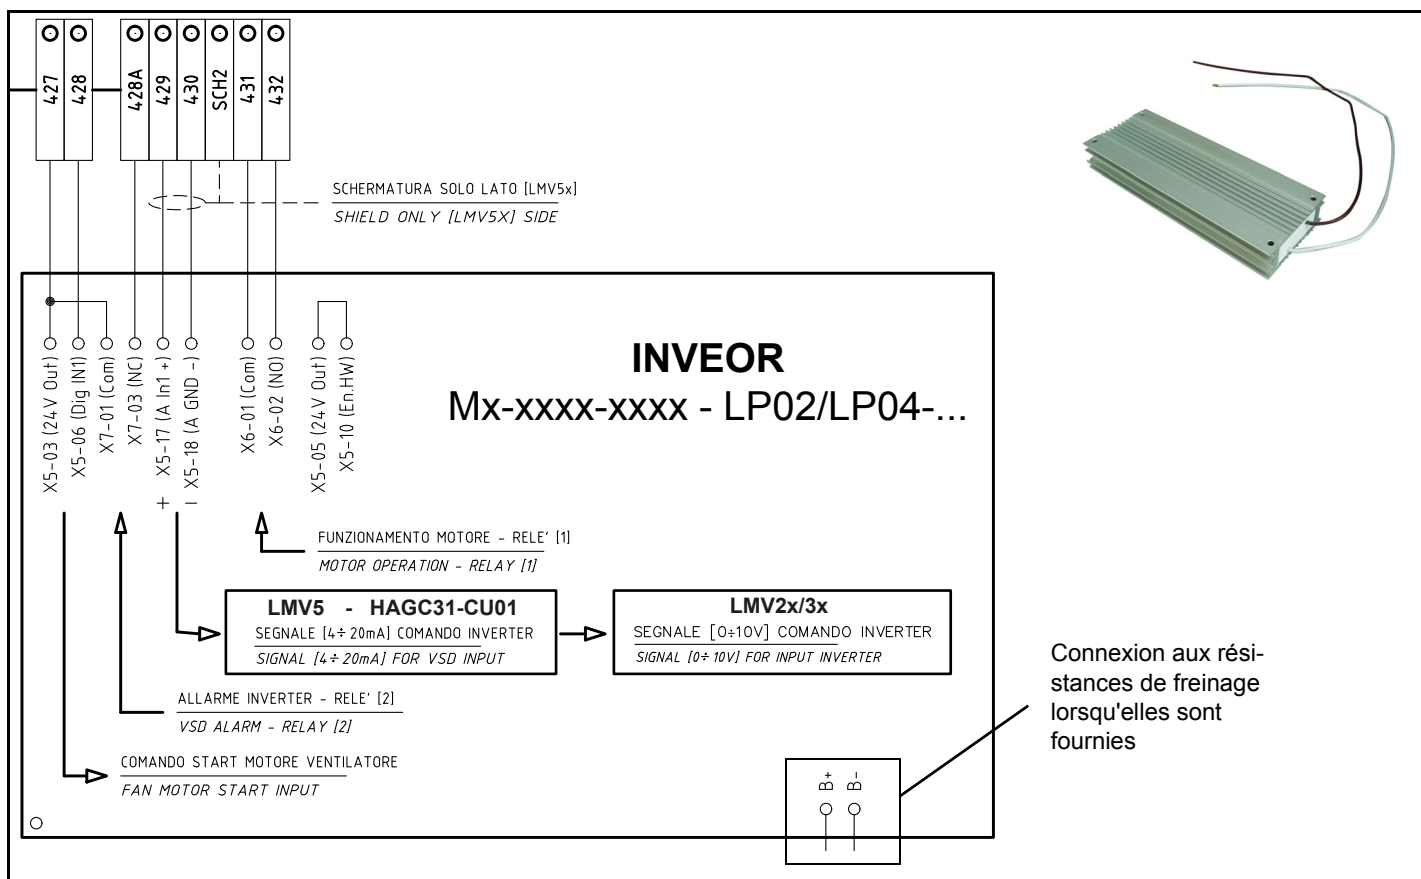 427
428
428A
429
430
SCH2
431
432
SCHERMATURA SOLO LATO [LMV5x]
SHIELD ONLY [LMV5X] SIDE
X5-03 (24V Out)
X5-06 (Dig IN1)
X7-01 (Com)
X7-03 (NC)
+ X5-17 (A In1 +)
- X5-18 (A GND -)
X6-01 (Com)
X6-02 (NO)
X5-05 (24V Out)
X5-10 (En.HW)
INVEOR
Mx-xxxx-xxxx - LP02/LP04-...
FUNZIONAMENTO MOTORE - RELE' [1]
MOTOR OPERATION - RELAY [1]
LMV5 - HAGC31-CU01
SEGNALE [4÷20mA] COMANDO INVERTER
SIGNAL [4÷20mA] FOR VSD INPUT
LMV2x/3x
SEGNALE [0÷10V] COMANDO INVERTER
SIGNAL [0÷10V] FOR INPUT INVERTER
ALLARME INVERTER - RELE' [2]
VSD ALARM - RELAY [2]
COMANDO START MOTORE VENTILATORE
FAN MOTOR START INPUT
B+
B-
Connexion aux rési-
stances de freinage
lorsqu'elles sont
fournies